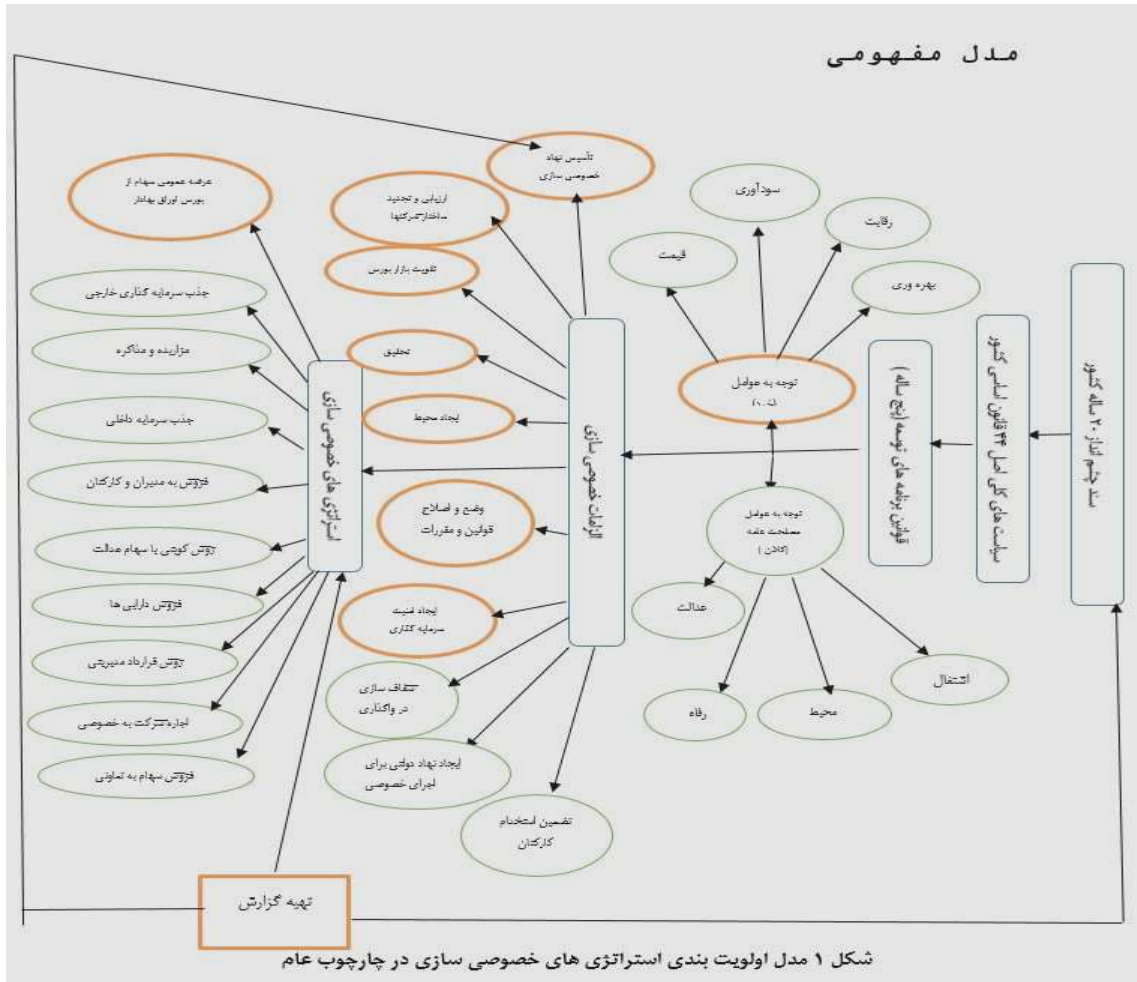 مدل مفهومی
سند چشم انداز ۲۰ ساله کشور
سیاست های کلی اصل ۴۴ قانون اساسی کشور
قوانین برنامه های توسعه (پنج ساله )
توجه به عوامل
(خرد)
بهره وری
رقابت
سودآوری
قیمت
توجه به عوامل
مصلحت عامه
(کلان )
عدالت
رفاه
محیط
اشتغال
الزامات خصوصی سازی
تأسیس نهاد
خصوصی سازی
ارزیابی و تجدید
ساختار شرکتها
تقویت بازار بورس
تحقیق
ایجاد محیط
وضع و اصلاح
قوانین و مقررات
ایجاد امنیت
سرمایه گذاری
شفاف سازی
در واگذاری
ایجاد نهاد دولتی برای
اجرای خصوصی
تضمین استخدام
کارکنان
استراتژی های خصوصی سازی
عرضه عمومی سهام از
بورس اوراق بهادار
جذب سرمایه گذاری خارجی
مزایده و مذاکره
جذب سرمایه داخلی
فروش به مدیران و کارکنان
روش کوپنی یا سهام عدالت
فروش دارایی ها
روش قرارداد مدیریتی
اجاره شرکت به خصوصی
فروش سهام به تعاونی
تهیه گزارش
شکل ۱ مدل اولویت بندی استراتژی های خصوصی سازی در چارچوب عام